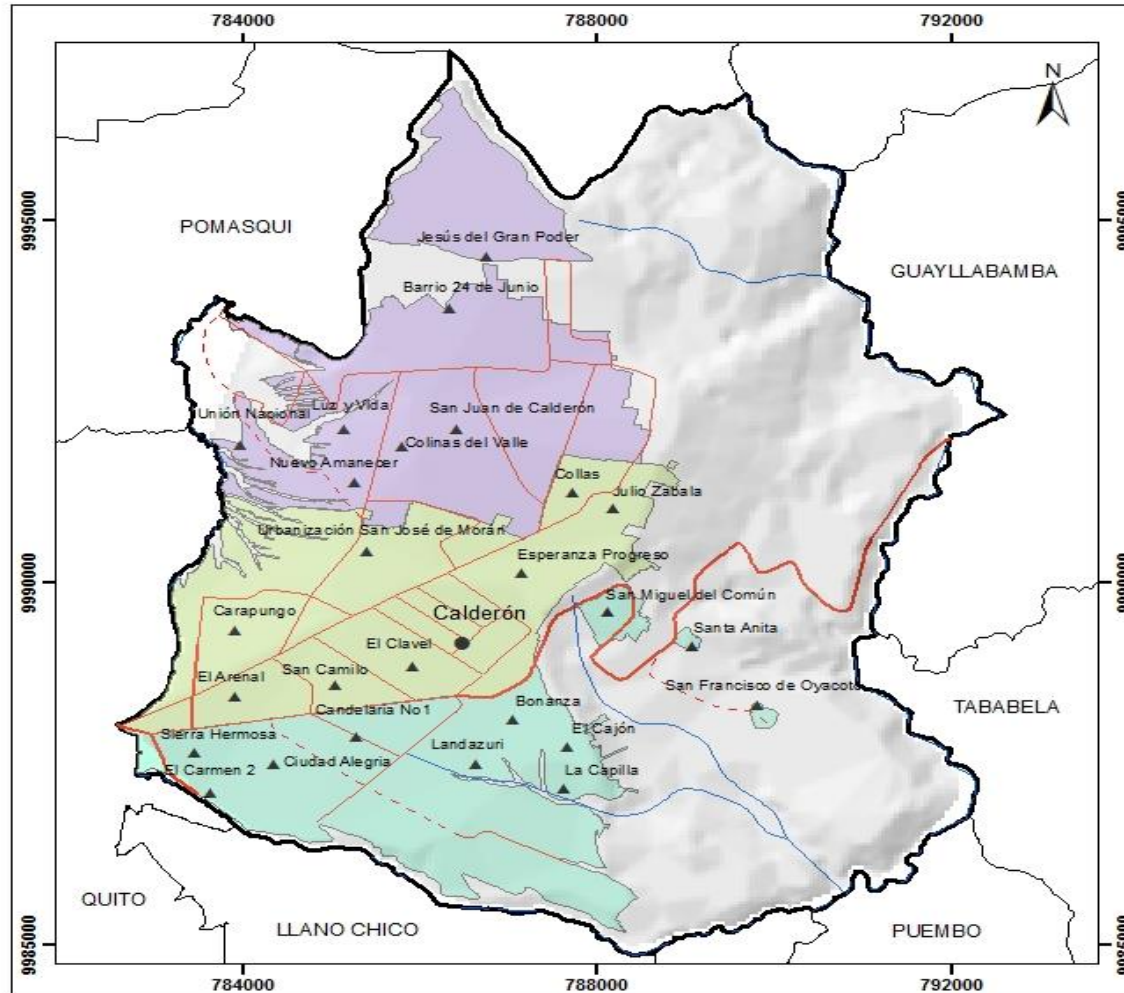 784000 788000 792000
N
9995000
9995000
POMASQUI
Jesús del Gran Poder
GUAYLLABAMBA
Barrio 24 de Junio
Unión Nacional
Luz y Vida
San Juan de Calderón
Colinas del Valle
Nuevo Amanecer
Collas
Julio Zabala
Urbanización San José de Morán
Esperanza Progreso
9990000
9990000
San Miguel del Común
Carapungo
Calderón
Santa Anita
El Clavel
San Camilo
El Arenal
San Francisco de Oyacoto
Candelaria No1
Bonanza
TABABELA
Sierra Hermosa
El Cajón
Landazuri
Ciudad Alegria
El Carmen 2
La Capilla
QUITO
LLANO CHICO
PUEMBO
9985000
9985000
784000 788000 792000